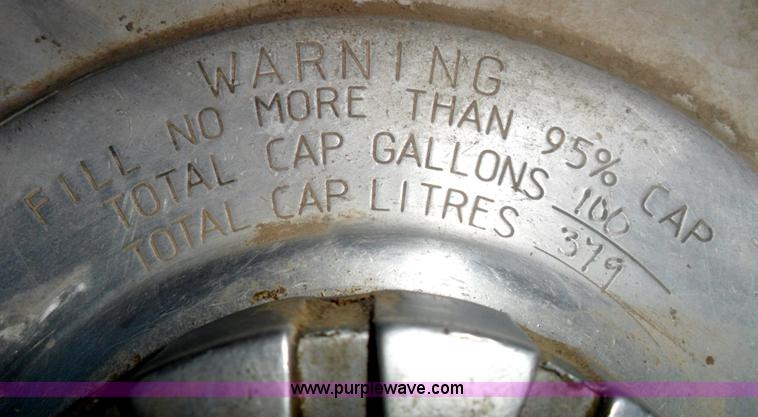 WARNING
FILL NO MORE THAN 95% CAP
TOTAL CAP GALLONS 100
TOTAL CAP LITRES 379
www.purplewave.com